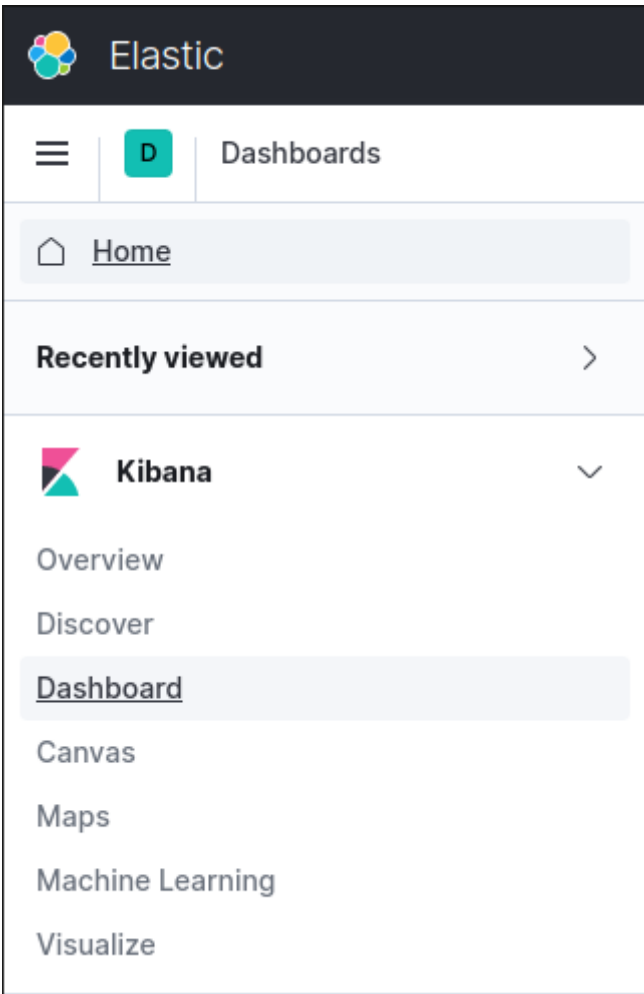 Elastic
D Dashboards
Home
Recently viewed
Kibana
Overview
Discover
Dashboard
Canvas
Maps
Machine Learning
Visualize